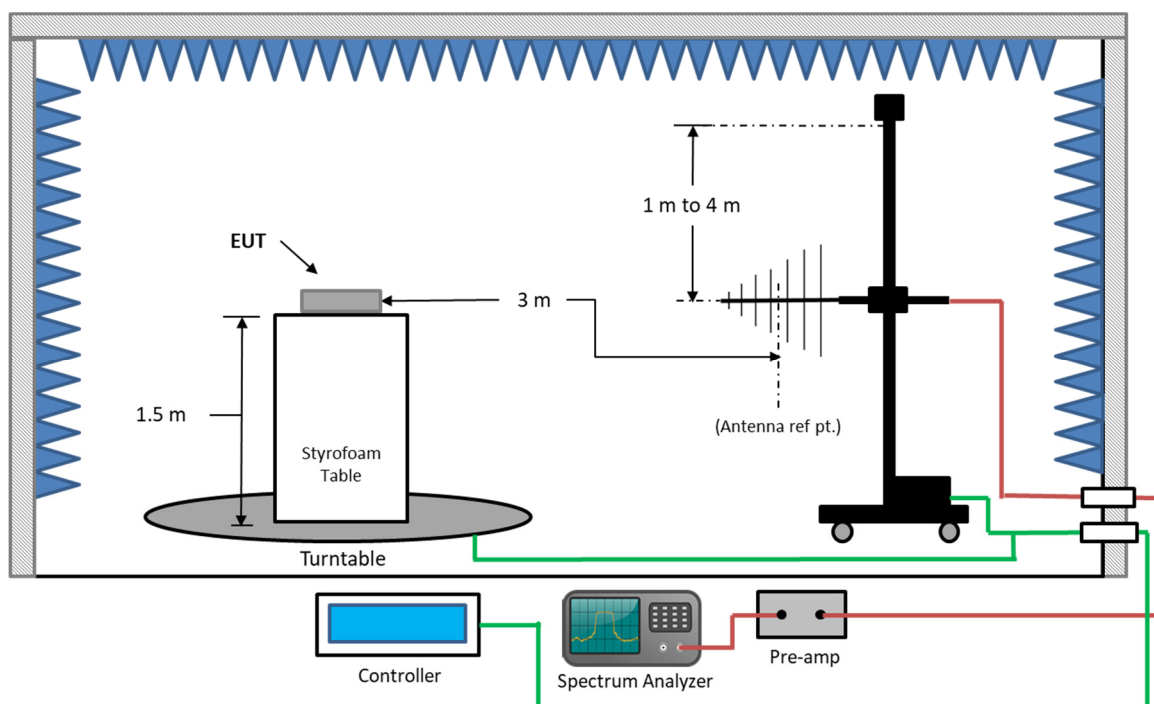 1 m to 4 m
EUT
3 m
1.5 m
(Antenna ref pt.)
Styrofoam
Table
Turntable
Controller
Spectrum Analyzer
Pre-amp